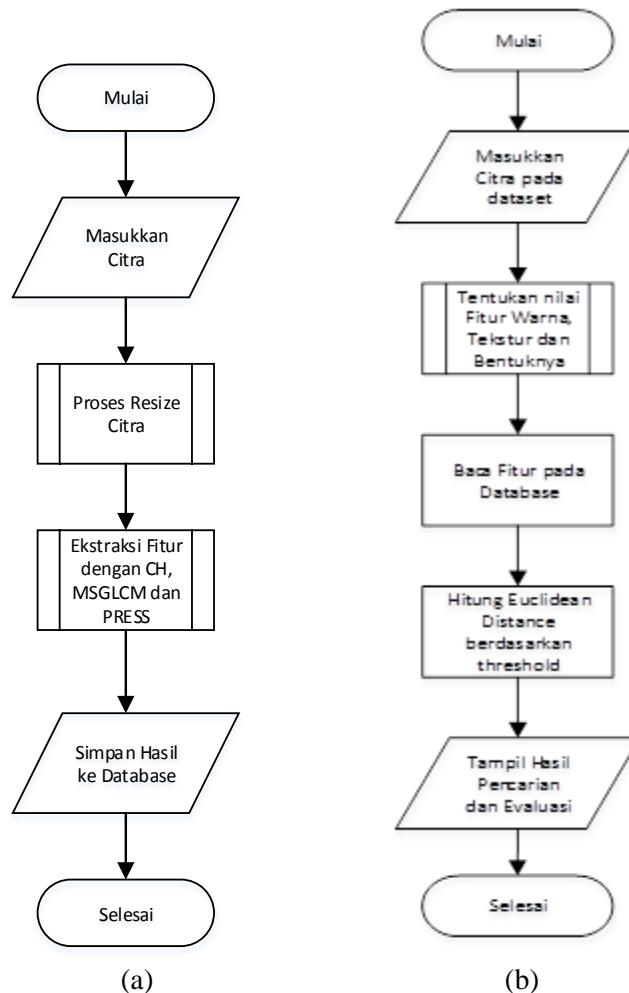 Mulai
Masukkan
Citra
Proses Resize
Citra
Ekstraksi Fitur
dengan CH,
MSGLCM dan
PRESS
Simpan Hasil
ke Database
Selesai
(a)
Mulai
Masukkan
Citra pada
dataset
Tentukan nilai
Fitur Warna,
Tekstur dan
Bentuknya
Baca Fitur pada
Database
Hitung Euclidean
Distance
berdasarkan
threshold
Tampil Hasil
Pencarian
dan Evaluasi
Selesai
(b)